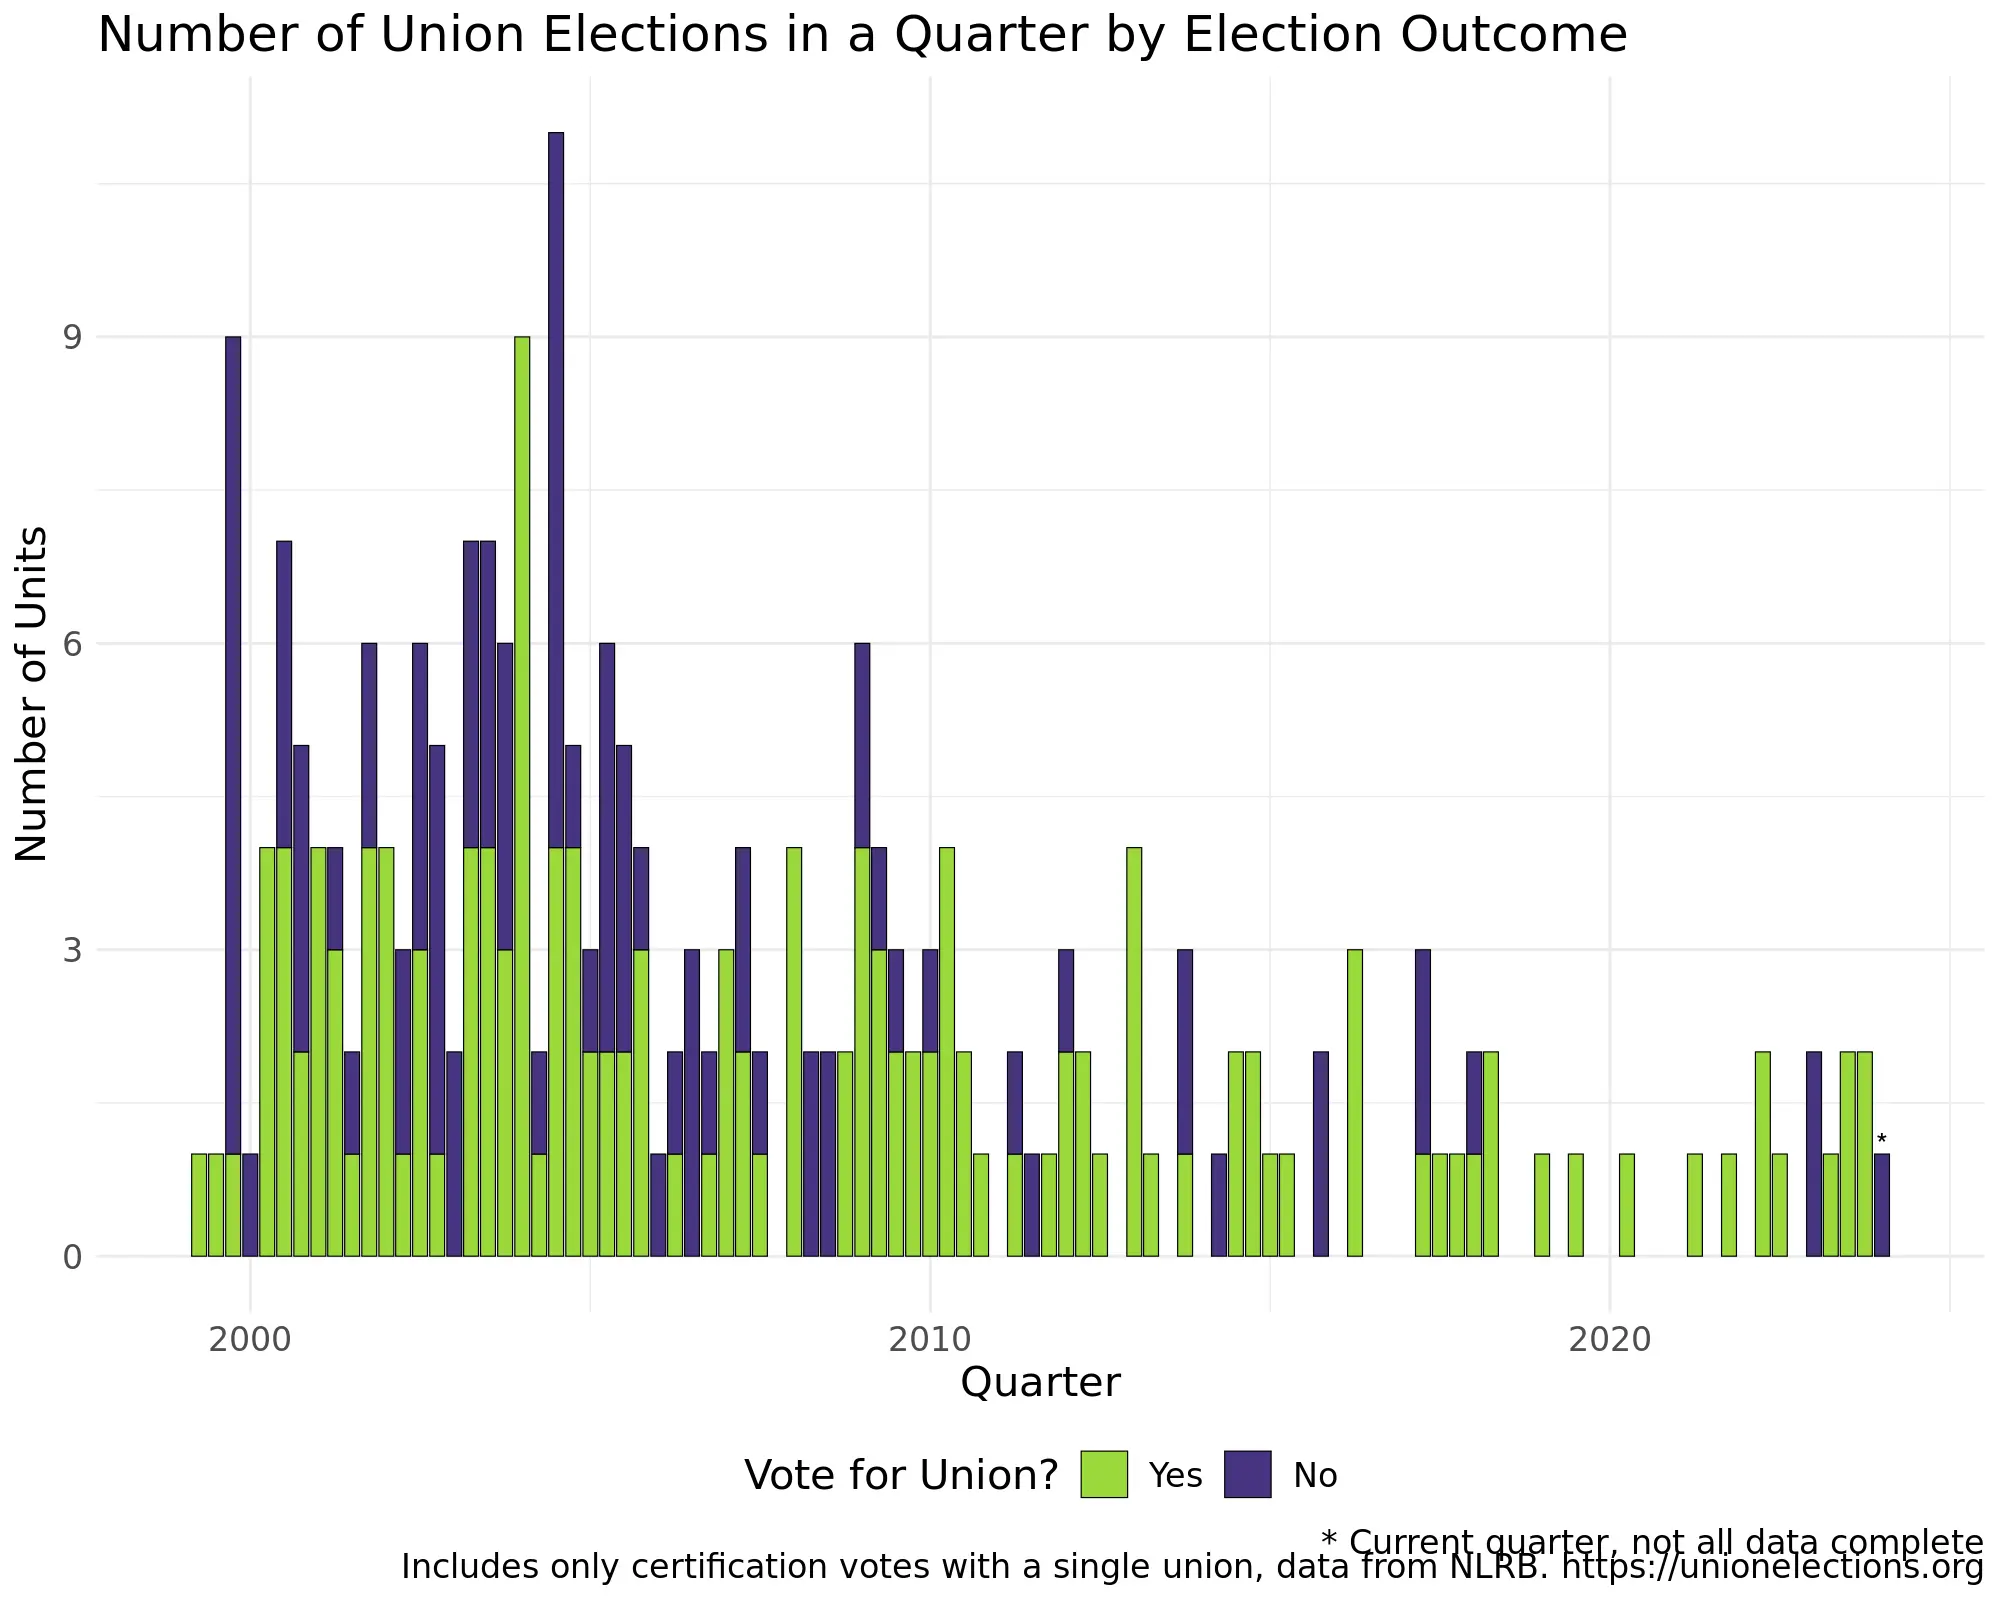 Number of Union Elections in a Quarter by Election Outcome
Number of Units
9
6
3
0
*
2000 2010 2020
Quarter
Vote for Union? Yes No
* Current quarter, not all data complete
Includes only certification votes with a single union, data from NLRB. https://unionelections.org